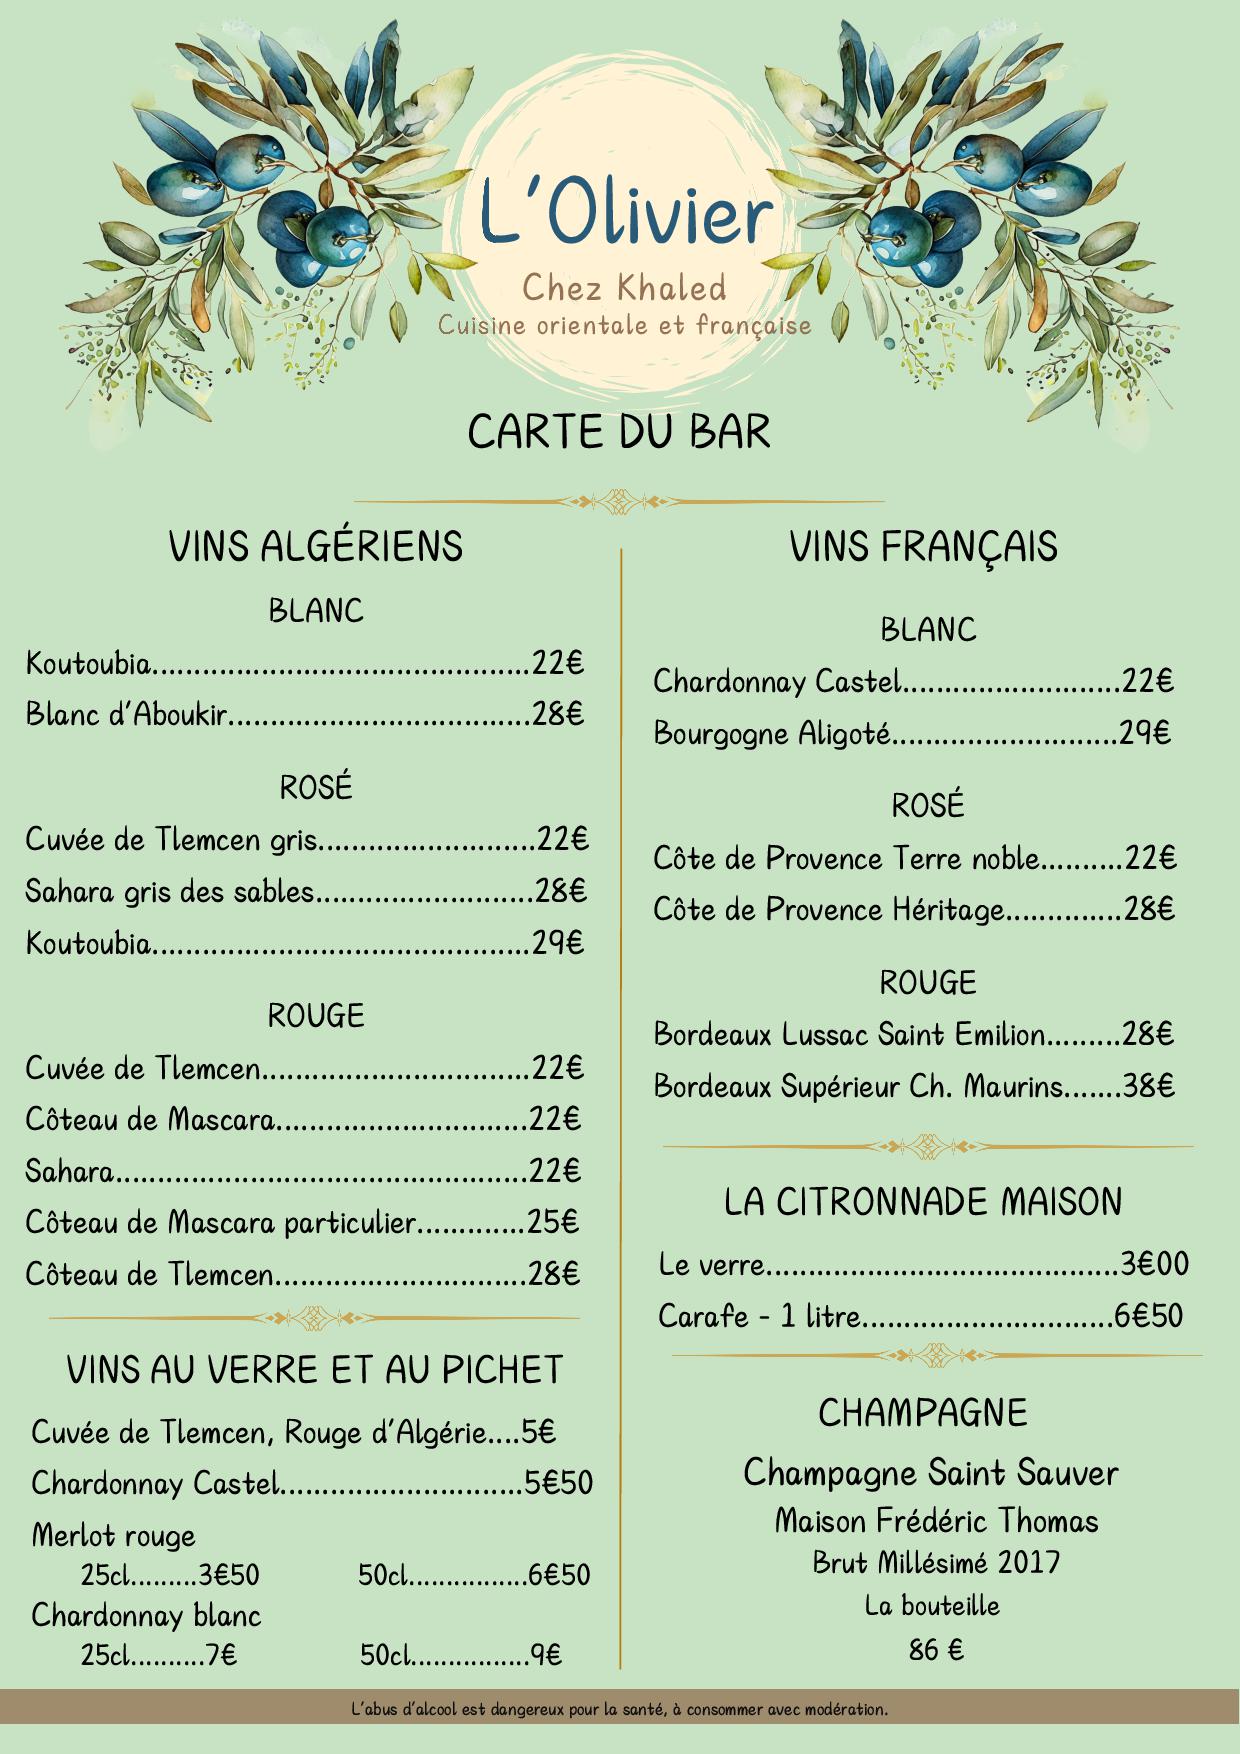 L'Olivier
Chez Khaled
Cuisine orientale et française
CARTE DU BAR
VINS ALGÉRIENS
BLANC
Koutoubia.............................................22€
Blanc d'Aboukir....................................28€
ROSÉ
Cuvée de Tlemcen gris..........................22€
Sahara gris des sables..........................28€
Koutoubia.............................................29€
ROUGE
Cuvée de Tlemcen................................22€
Côteau de Mascara..............................22€
Sahara.................................................22€
Côteau de Mascara particulier.............25€
Côteau de Tlemcen..............................28€
VINS AU VERRE ET AU PICHET
Cuvée de Tlemcen, Rouge d'Algérie....5€
Chardonnay Castel.............................5€50
Merlot rouge
25cl.........3€50 50cl................6€50
Chardonnay blanc
25cl..........7€ 50cl................9€
VINS FRANÇAIS
BLANC
Chardonnay Castel..........................22€
Bourgogne Aligoté...........................29€
ROSÉ
Côte de Provence Terre noble..........22€
Côte de Provence Héritage..............28€
ROUGE
Bordeaux Lussac Saint Emilion.........28€
Bordeaux Supérieur Ch. Maurins.......38€
LA CITRONNADE MAISON
Le verre..........................................3€00
Carafe - 1 litre..............................6€50
CHAMPAGNE
Champagne Saint Sauver
Maison Frédéric Thomas
Brut Millésimé 2017
La bouteille
86 €
L'abus d'alcool est dangereux pour la santé, à consommer avec modération.